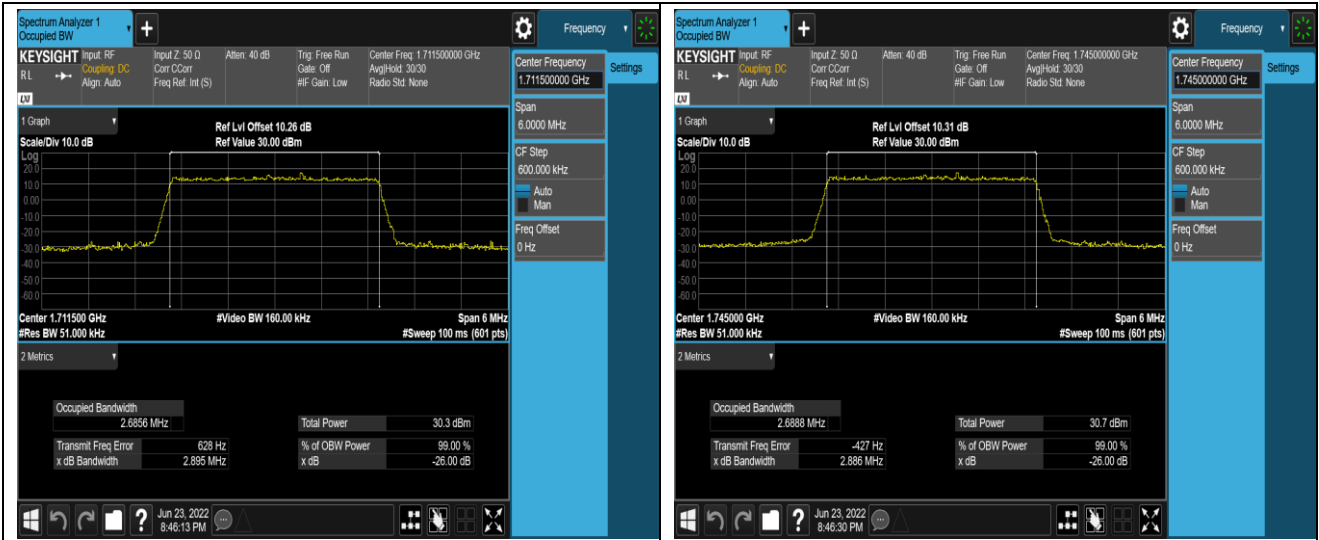 Spectrum Analyzer 1
Occupied BW
+
Frequency
KEYSIGHT Input: RF
Coupling: DC
Align: Auto
RL
LXI
Input Z: 50 Ω
Corr CCorr
Freq Ref: Int (S)
Atten: 40 dB
Trig: Free Run
Gate: Off
#IF Gain: Low
Center Freq: 1.711500000 GHz
Avg|Hold: 30/30
Radio Std: None
Center Frequency
1.711500000 GHz
Settings
Span
6.0000 MHz
CF Step
600.000 kHz
Auto
Man
Freq Offset
0 Hz
1 Graph
Scale/Div 10.0 dB
Ref Lvl Offset 10.26 dB
Ref Value 30.00 dBm
Log
20.0
10.0
0.00
-10.0
-20.0
-30.0
-40.0
-50.0
-60.0
Center 1.711500 GHz
#Res BW 51.000 kHz
#Video BW 160.00 kHz
Span 6 MHz
#Sweep 100 ms (601 pts)
2 Metrics
Occupied Bandwidth
2.6856 MHz
Total Power 30.3 dBm
Transmit Freq Error 628 Hz
% of OBW Power 99.00 %
x dB Bandwidth 2.895 MHz
x dB -26.00 dB
?
Jun 23, 2022
8:46:13 PM
Spectrum Analyzer 1
Occupied BW
+
Frequency
KEYSIGHT Input: RF
Coupling: DC
Align: Auto
RL
LXI
Input Z: 50 Ω
Corr CCorr
Freq Ref: Int (S)
Atten: 40 dB
Trig: Free Run
Gate: Off
#IF Gain: Low
Center Freq: 1.745000000 GHz
Avg|Hold: 30/30
Radio Std: None
Center Frequency
1.745000000 GHz
Settings
Span
6.0000 MHz
CF Step
600.000 kHz
Auto
Man
Freq Offset
0 Hz
1 Graph
Scale/Div 10.0 dB
Ref Lvl Offset 10.31 dB
Ref Value 30.00 dBm
Log
20.0
10.0
0.00
-10.0
-20.0
-30.0
-40.0
-50.0
-60.0
Center 1.745000 GHz
#Res BW 51.000 kHz
#Video BW 160.00 kHz
Span 6 MHz
#Sweep 100 ms (601 pts)
2 Metrics
Occupied Bandwidth
2.6888 MHz
Total Power 30.7 dBm
Transmit Freq Error -427 Hz
% of OBW Power 99.00 %
x dB Bandwidth 2.886 MHz
x dB -26.00 dB
?
Jun 23, 2022
8:46:30 PM